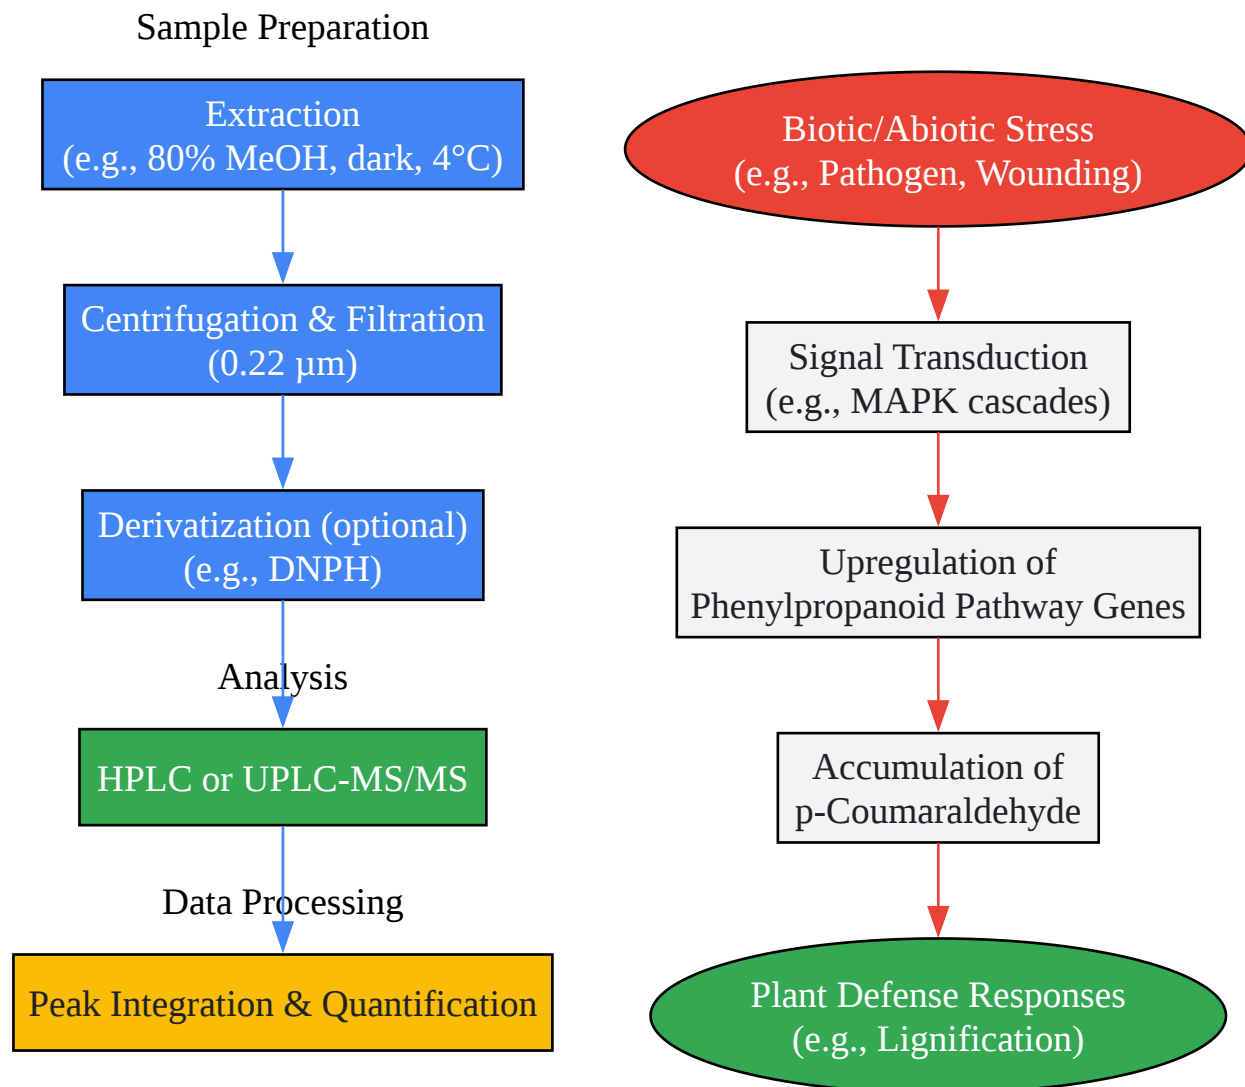 Sample Preparation
Extraction
(e.g., 80% MeOH, dark, 4°C)
Centrifugation & Filtration
(0.22 µm)
Derivatization (optional)
(e.g., DNPH)
Analysis
HPLC or UPLC-MS/MS
Data Processing
Peak Integration & Quantification
Biotic/Abiotic Stress
(e.g., Pathogen, Wounding)
Signal Transduction
(e.g., MAPK cascades)
Upregulation of
Phenylpropanoid Pathway Genes
Accumulation of
p-Coumaraldehyde
Plant Defense Responses
(e.g., Lignification)